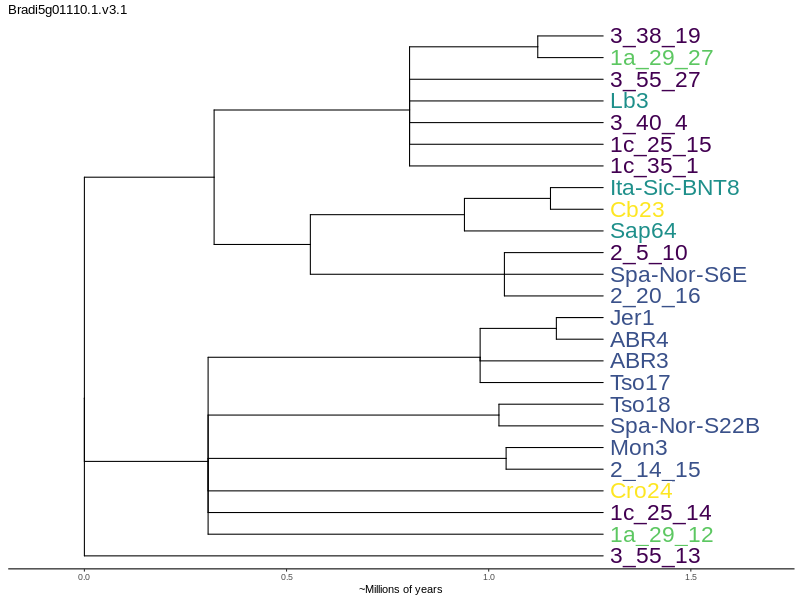 Bradi5g01110.1.v3.1
3_38_19
1a_29_27
3_55_27
Lb3
3_40_4
1c_25_15
1c_35_1
Ita-Sic-BNT8
Cb23
Sap64
2_5_10
Spa-Nor-S6E
2_20_16
Jer1
ABR4
ABR3
Tso17
Tso18
Spa-Nor-S22B
Mon3
2_14_15
Cro24
1c_25_14
1a_29_12
3_55_13
0.0 0.5 1.0 1.5
~Millions of years